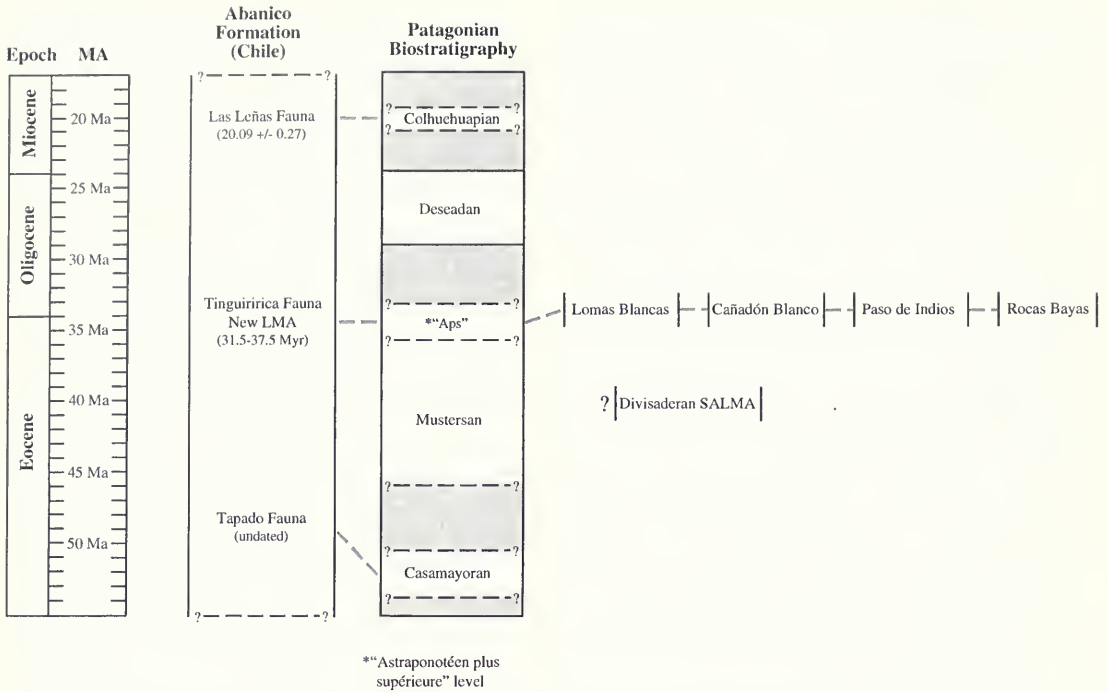 Epoch MA
Abanico
Formation
(Chile)
Patagonian
Biostratigraphy
Miocene
Oligocene
Eocene
20 Ma
25 Ma
30 Ma
35 Ma
40 Ma
45 Ma
50 Ma
? ?
Las Leñas Fauna
(20.09 +/- 0.27)
Tinguiririca Fauna
New LMA
(31.5-37.5 Myr)
Tapado Fauna
(undated)
? ?
? ?
Colhuehuapian
? ?
Deseadan
? ?
*“Aps”
? ?
Mustersan
? ?
? ?
Casamayoran
? ?
Lomas Blancas
Cañadón Blanco
Paso de Indios
Rocas Bayas
? Divisaderan SALMA
*“Astraponotéen plus
supérieure” level